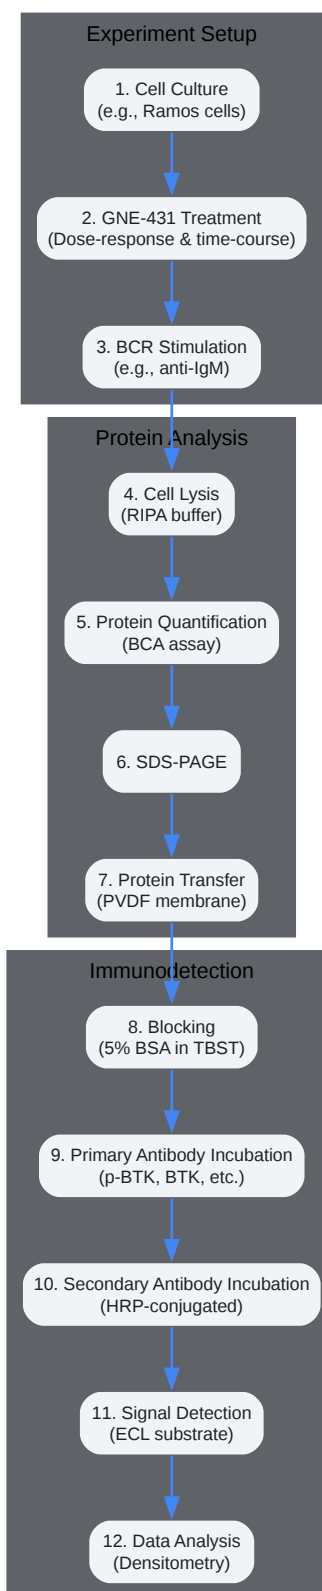 Experiment Setup
1. Cell Culture
(e.g., Ramos cells)
2. GNE-431 Treatment
(Dose-response & time-course)
3. BCR Stimulation
(e.g., anti-IgM)
Protein Analysis
4. Cell Lysis
(RIPA buffer)
5. Protein Quantification
(BCA assay)
6. SDS-PAGE
7. Protein Transfer
(PVDF membrane)
Immunodetection
8. Blocking
(5% BSA in TBST)
9. Primary Antibody Incubation
(p-BTK, BTK, etc.)
10. Secondary Antibody Incubation
(HRP-conjugated)
11. Signal Detection
(ECL substrate)
12. Data Analysis
(Densitometry)